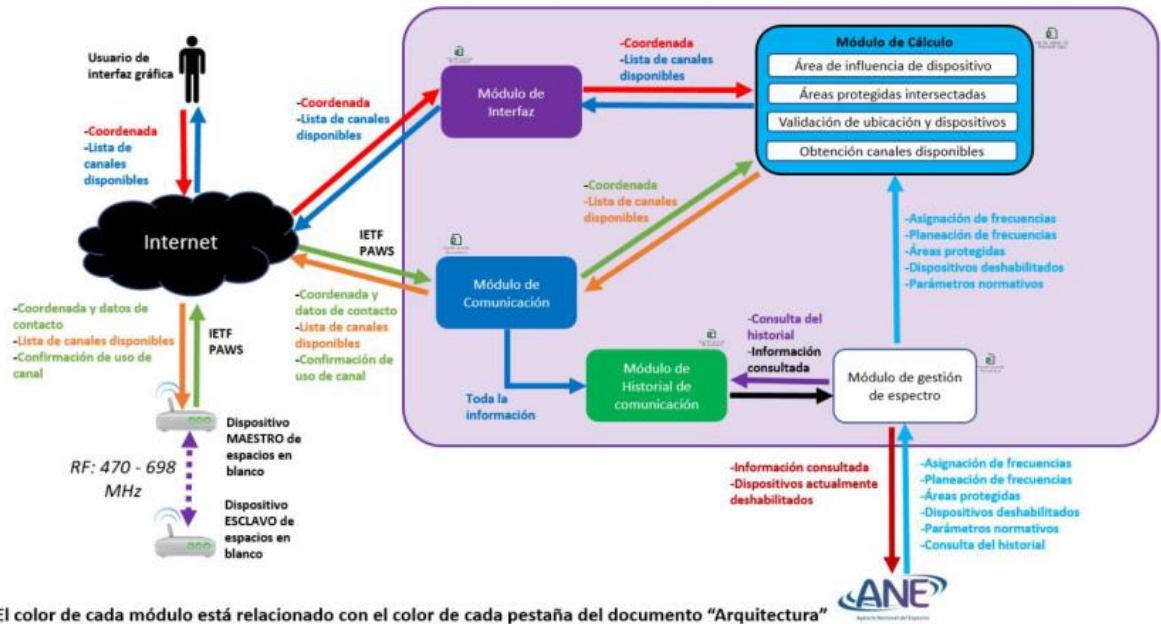 Usuario de
interfaz gráfica
-Coordenada
-Lista de
canales
disponibles
Internet
-Coordenada
-Lista de canales
disponibles
IETF
PAWS
-Coordenada y datos de
contacto
-Lista de canales disponibles
-Confirmación de uso de
canal
IETF
PAWS
-Coordenada y
datos de contacto
-Lista de canales
disponibles
-Confirmación de
uso de canal
Dispositivo
MAESTRO de
espacios en
blanco
RF: 470 - 698
MHz
Dispositivo
ESCLAVO de
espacios en
blanco
Módulo de
Interfaz
-Coordenada
-Lista de canales
disponibles
Módulo de Cálculo
Área de influencia de dispositivo
Áreas protegidas intersectadas
Validación de ubicación y dispositivos
Obtención canales disponibles
-Coordenada
-Lista de canales
disponibles
Módulo de
Comunicación
-Asignación de frecuencias
-Planeación de frecuencias
-Áreas protegidas
-Dispositivos deshabilitados
-Parámetros normativos
Toda la
información
Módulo de
Historial de
comunicación
-Consulta del
historial
-Información
consultada
Módulo de gestión
de espectro
-Información consultada
-Dispositivos actualmente
deshabilitados
-Asignación de frecuencias
-Planeación de frecuencias
-Áreas protegidas
-Dispositivos deshabilitados
-Parámetros normativos
-Consulta del historial
ANE
Agencia Nacional del Espectro
El color de cada módulo está relacionado con el color de cada pestaña del documento “Arquitectura”